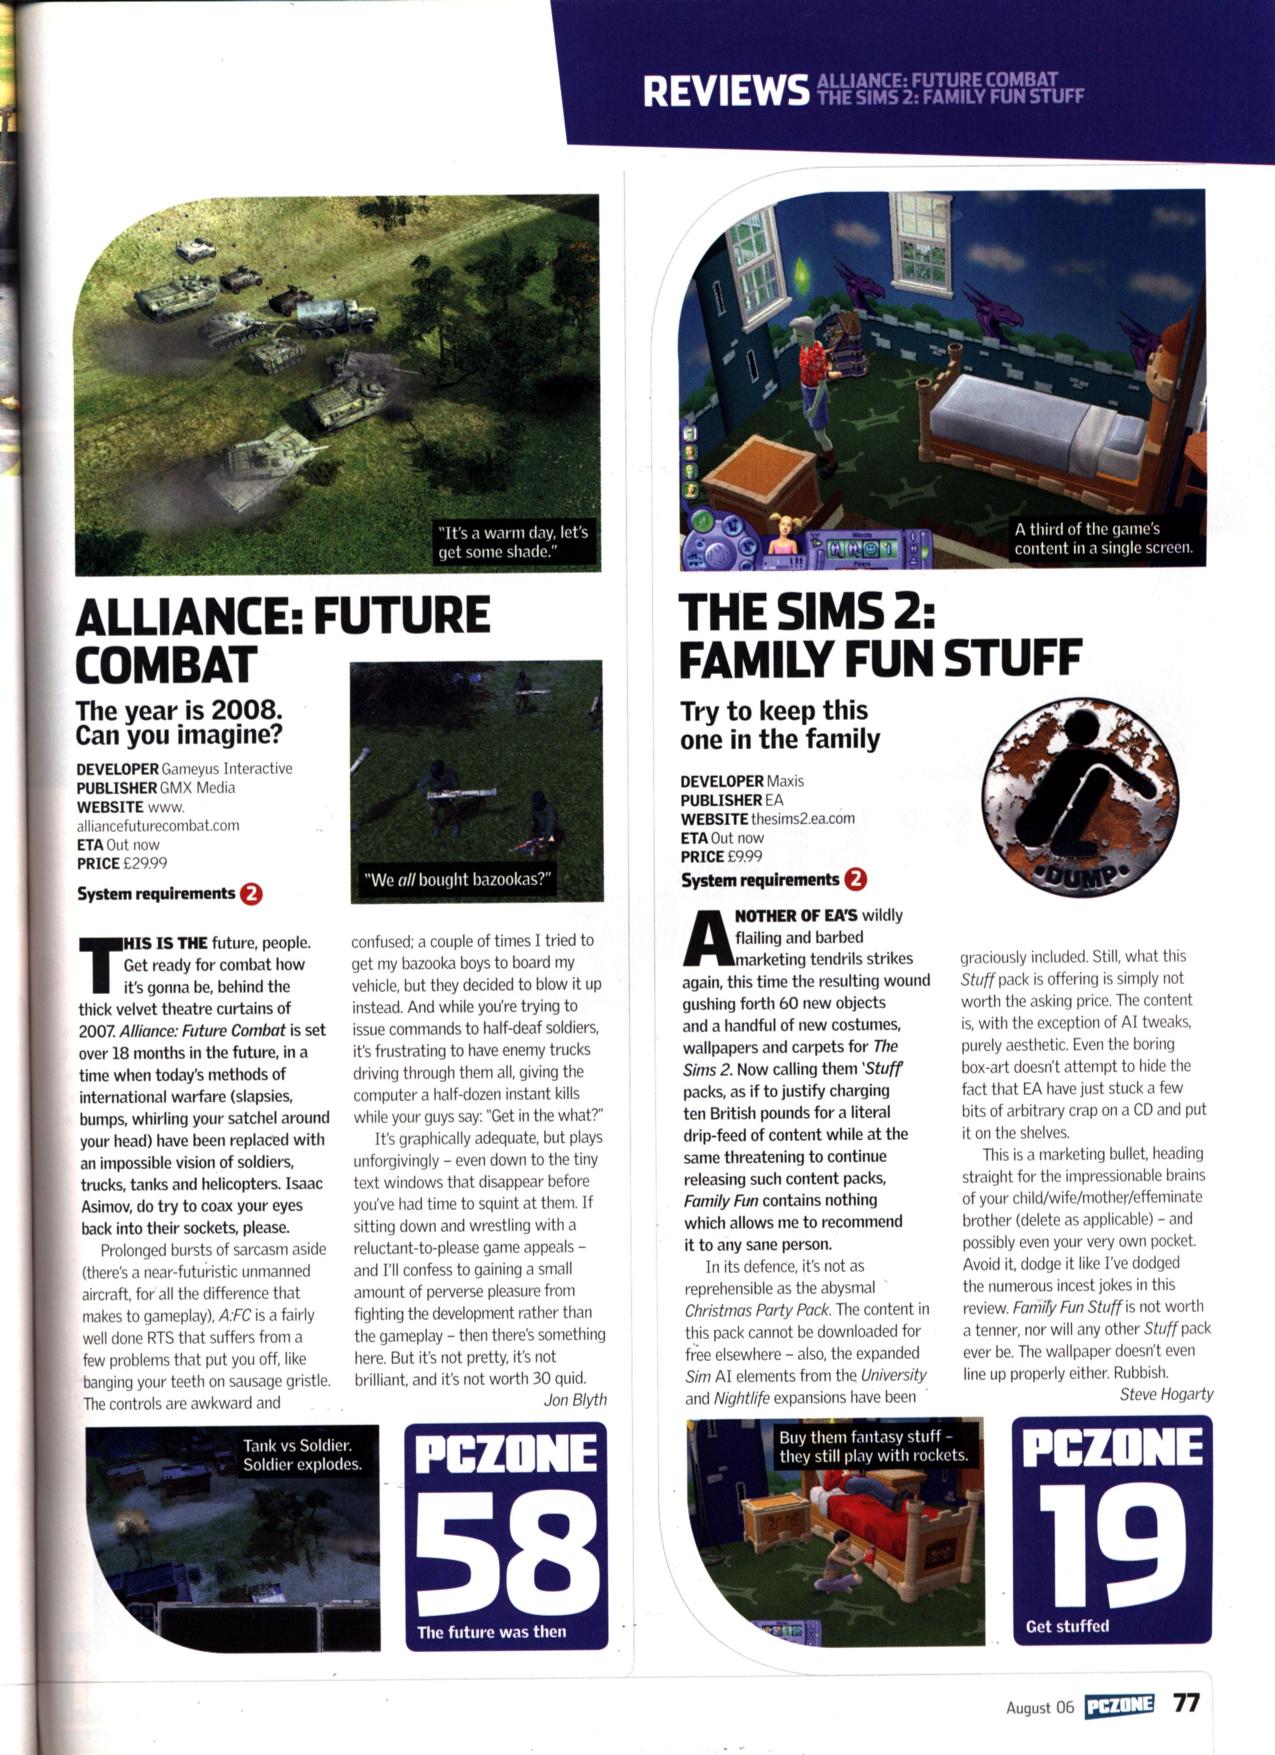 REVIEWS
ALLIANCE: FUTURE COMBAT
THE SIMS 2: FAMILY FUN STUFF
"It's a warm day, let's
get some shade."
ALLIANCE: FUTURE
COMBAT
The year is 2008.
Can you imagine?
DEVELOPER Gameyus Interactive
PUBLISHER GMX Media
WEBSITE www.
alliancefuturecombat.com
ETA Out now
PRICE £29.99
System requirements 2
"We all bought bazookas?"
THIS IS THE future, people.
Get ready for combat how
it's gonna be, behind the
thick velvet theatre curtains of
2007. Alliance: Future Combat is set
over 18 months in the future, in a
time when today's methods of
international warfare (slapsies,
bumps, whirling your satchel around
your head) have been replaced with
an impossible vision of soldiers,
trucks, tanks and helicopters. Isaac
Asimov, do try to coax your eyes
back into their sockets, please.
Prolonged bursts of sarcasm aside
(there's a near-futuristic unmanned
aircraft, for all the difference that
makes to gameplay), A:FC is a fairly
well done RTS that suffers from a
few problems that put you off, like
banging your teeth on sausage gristle.
The controls are awkward and
confused; a couple of times I tried to
get my bazooka boys to board my
vehicle, but they decided to blow it up
instead. And while you're trying to
issue commands to half-deaf soldiers,
it's frustrating to have enemy trucks
driving through them all, giving the
computer a half-dozen instant kills
while your guys say: "Get in the what?"
It's graphically adequate, but plays
unforgivingly – even down to the tiny
text windows that disappear before
you've had time to squint at them. If
sitting down and wrestling with a
reluctant-to-please game appeals –
and I'll confess to gaining a small
amount of perverse pleasure from
fighting the development rather than
the gameplay – then there's something
here. But it's not pretty, it's not
brilliant, and it's not worth 30 quid.
Jon Blyth
Tank vs Soldier.
Soldier explodes.
PCZONE
58
The future was then
A third of the game's
content in a single screen.
Wants
Fears
THE SIMS 2:
FAMILY FUN STUFF
Try to keep this
one in the family
DEVELOPER Maxis
PUBLISHER EA
WEBSITE thesims2.ea.com
ETA Out now
PRICE £9.99
System requirements 2
•DUMP•
ANOTHER OF EA'S wildly
flailing and barbed
marketing tendrils strikes
again, this time the resulting wound
gushing forth 60 new objects
and a handful of new costumes,
wallpapers and carpets for The
Sims 2. Now calling them 'Stuff'
packs, as if to justify charging
ten British pounds for a literal
drip-feed of content while at the
same threatening to continue
releasing such content packs,
Family Fun contains nothing
which allows me to recommend
it to any sane person.
In its defence, it's not as
reprehensible as the abysmal
Christmas Party Pack. The content in
this pack cannot be downloaded for
free elsewhere – also, the expanded
Sim AI elements from the University
and Nightlife expansions have been
graciously included. Still, what this
Stuff pack is offering is simply not
worth the asking price. The content
is, with the exception of AI tweaks,
purely aesthetic. Even the boring
box-art doesn't attempt to hide the
fact that EA have just stuck a few
bits of arbitrary crap on a CD and put
it on the shelves.
This is a marketing bullet, heading
straight for the impressionable brains
of your child/wife/mother/effeminate
brother (delete as applicable) – and
possibly even your very own pocket.
Avoid it, dodge it like I've dodged
the numerous incest jokes in this
review. Family Fun Stuff is not worth
a tenner, nor will any other Stuff pack
ever be. The wallpaper doesn't even
line up properly either. Rubbish.
Steve Hogarty
Buy them fantasy stuff –
they still play with rockets.
PCZONE
19
Get stuffed
August 06 PCZONE 77